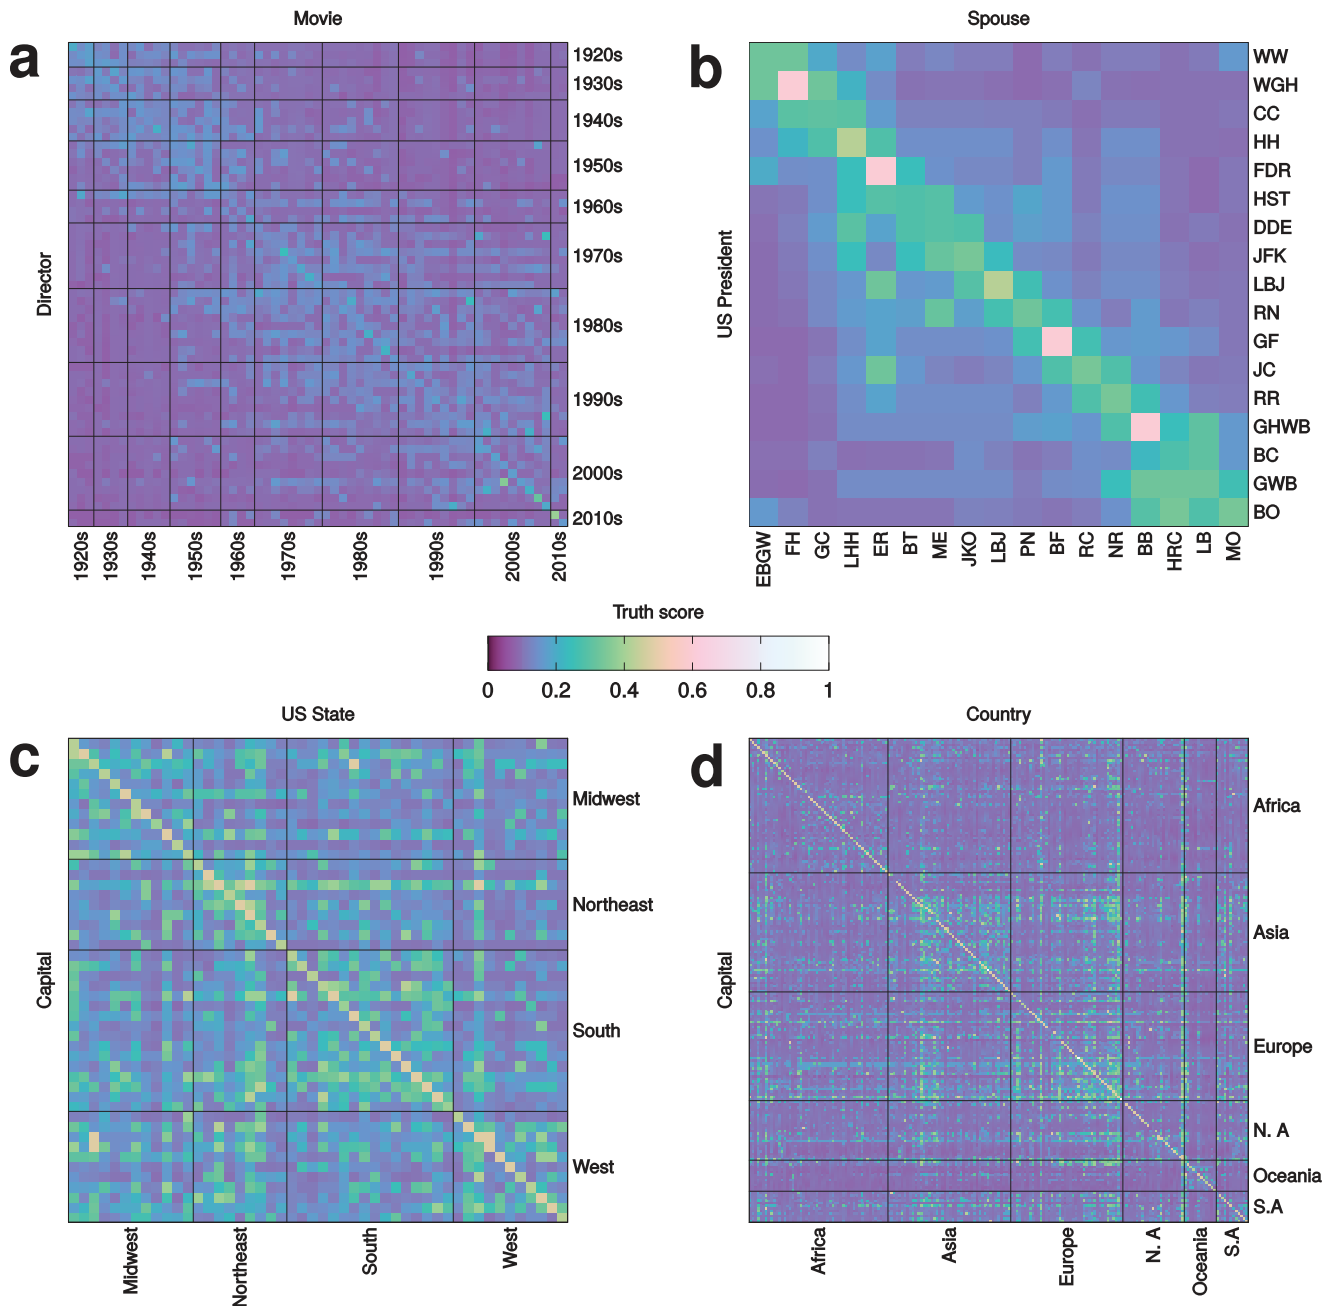 Movie
a
Director
1920s
1930s
1940s
1950s
1960s
1970s
1980s
1990s
2000s
2010s
1920s
1930s
1940s
1950s
1960s
1970s
1980s
1990s
2000s
2010s
Spouse
b
US President
WW
WGH
CC
HH
FDR
HST
DDE
JFK
LBJ
RN
GF
JC
RR
GHWB
BC
GWB
BO
EBGW
FH
GC
LHH
ER
BT
ME
JKO
LBJ
PN
BF
RC
NR
BB
HRC
LB
MO
Truth score
0
0.2
0.4
0.6
0.8
1
US State
c
Capital
Midwest
Northeast
South
West
Midwest
Northeast
South
West
Country
d
Capital
Africa
Asia
Europe
N. A
Oceania
S.A
Africa
Asia
Europe
N. A
Oceania
S.A